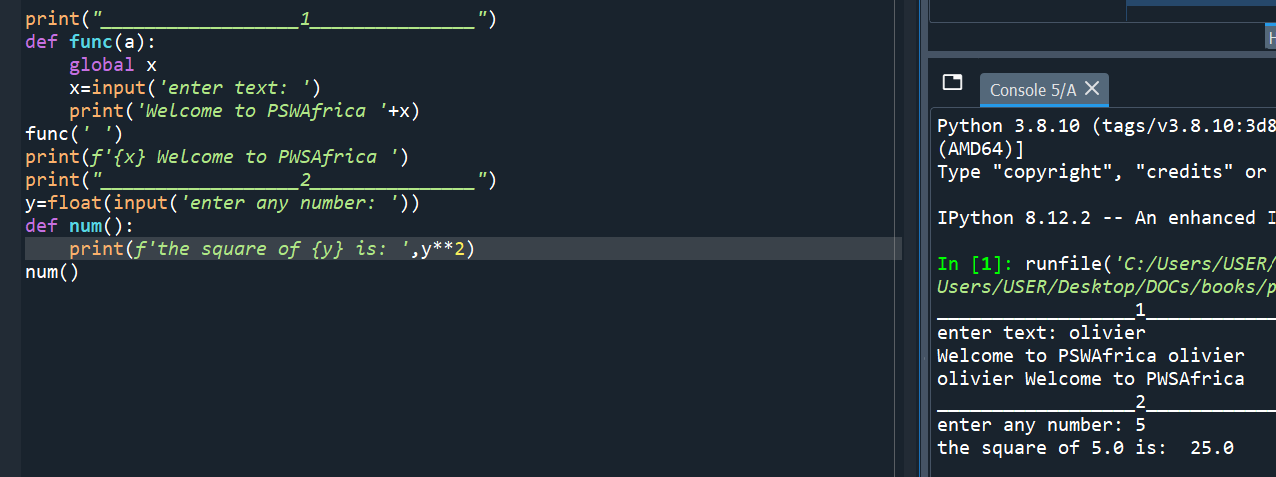 print("__________________1_______________")
def func(a):
    global x
    x=input('enter text: ')
    print('Welcome to PSWAfrica '+x)
func(' ')
print(f'{x} Welcome to PWSAfrica ')
print("__________________2_______________")
y=float(input('enter any number: '))
def num():
    print(f'the square of {y} is: ',y**2)
num()
Console 5/A
Python 3.8.10 (tags/v3.8.10:3d8
(AMD64)]
Type "copyright", "credits" or
IPython 8.12.2 -- An enhanced I
In [1]: runfile('C:/Users/USER/
Users/USER/Desktop/DOCs/books/p
__________________1____________
enter text: olivier
Welcome to PSWAfrica olivier
olivier Welcome to PWSAfrica
__________________2____________
enter any number: 5
the square of 5.0 is:  25.0